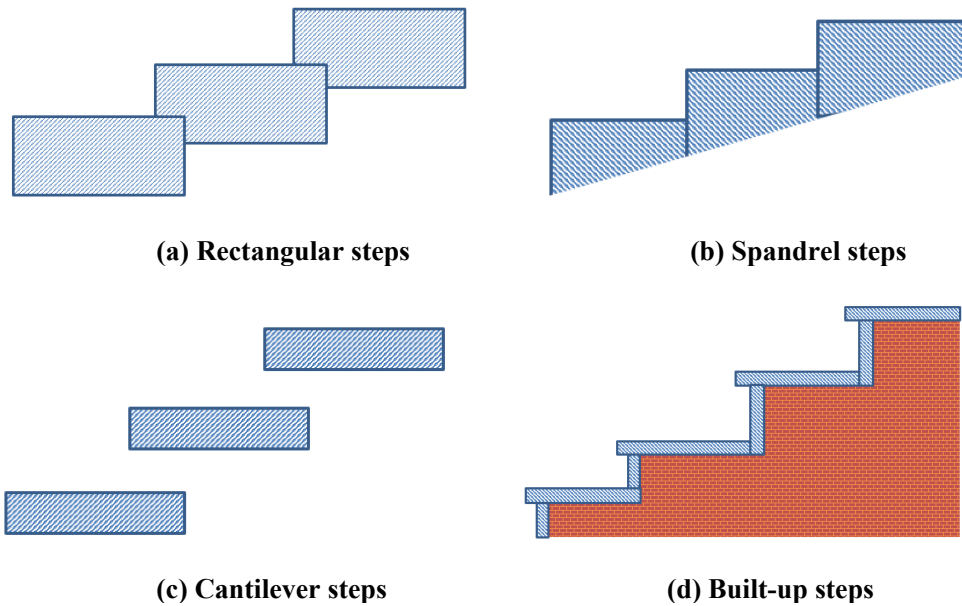 (a) Rectangular steps
(b) Spandrel steps
(c) Cantilever steps
(d) Built-up steps